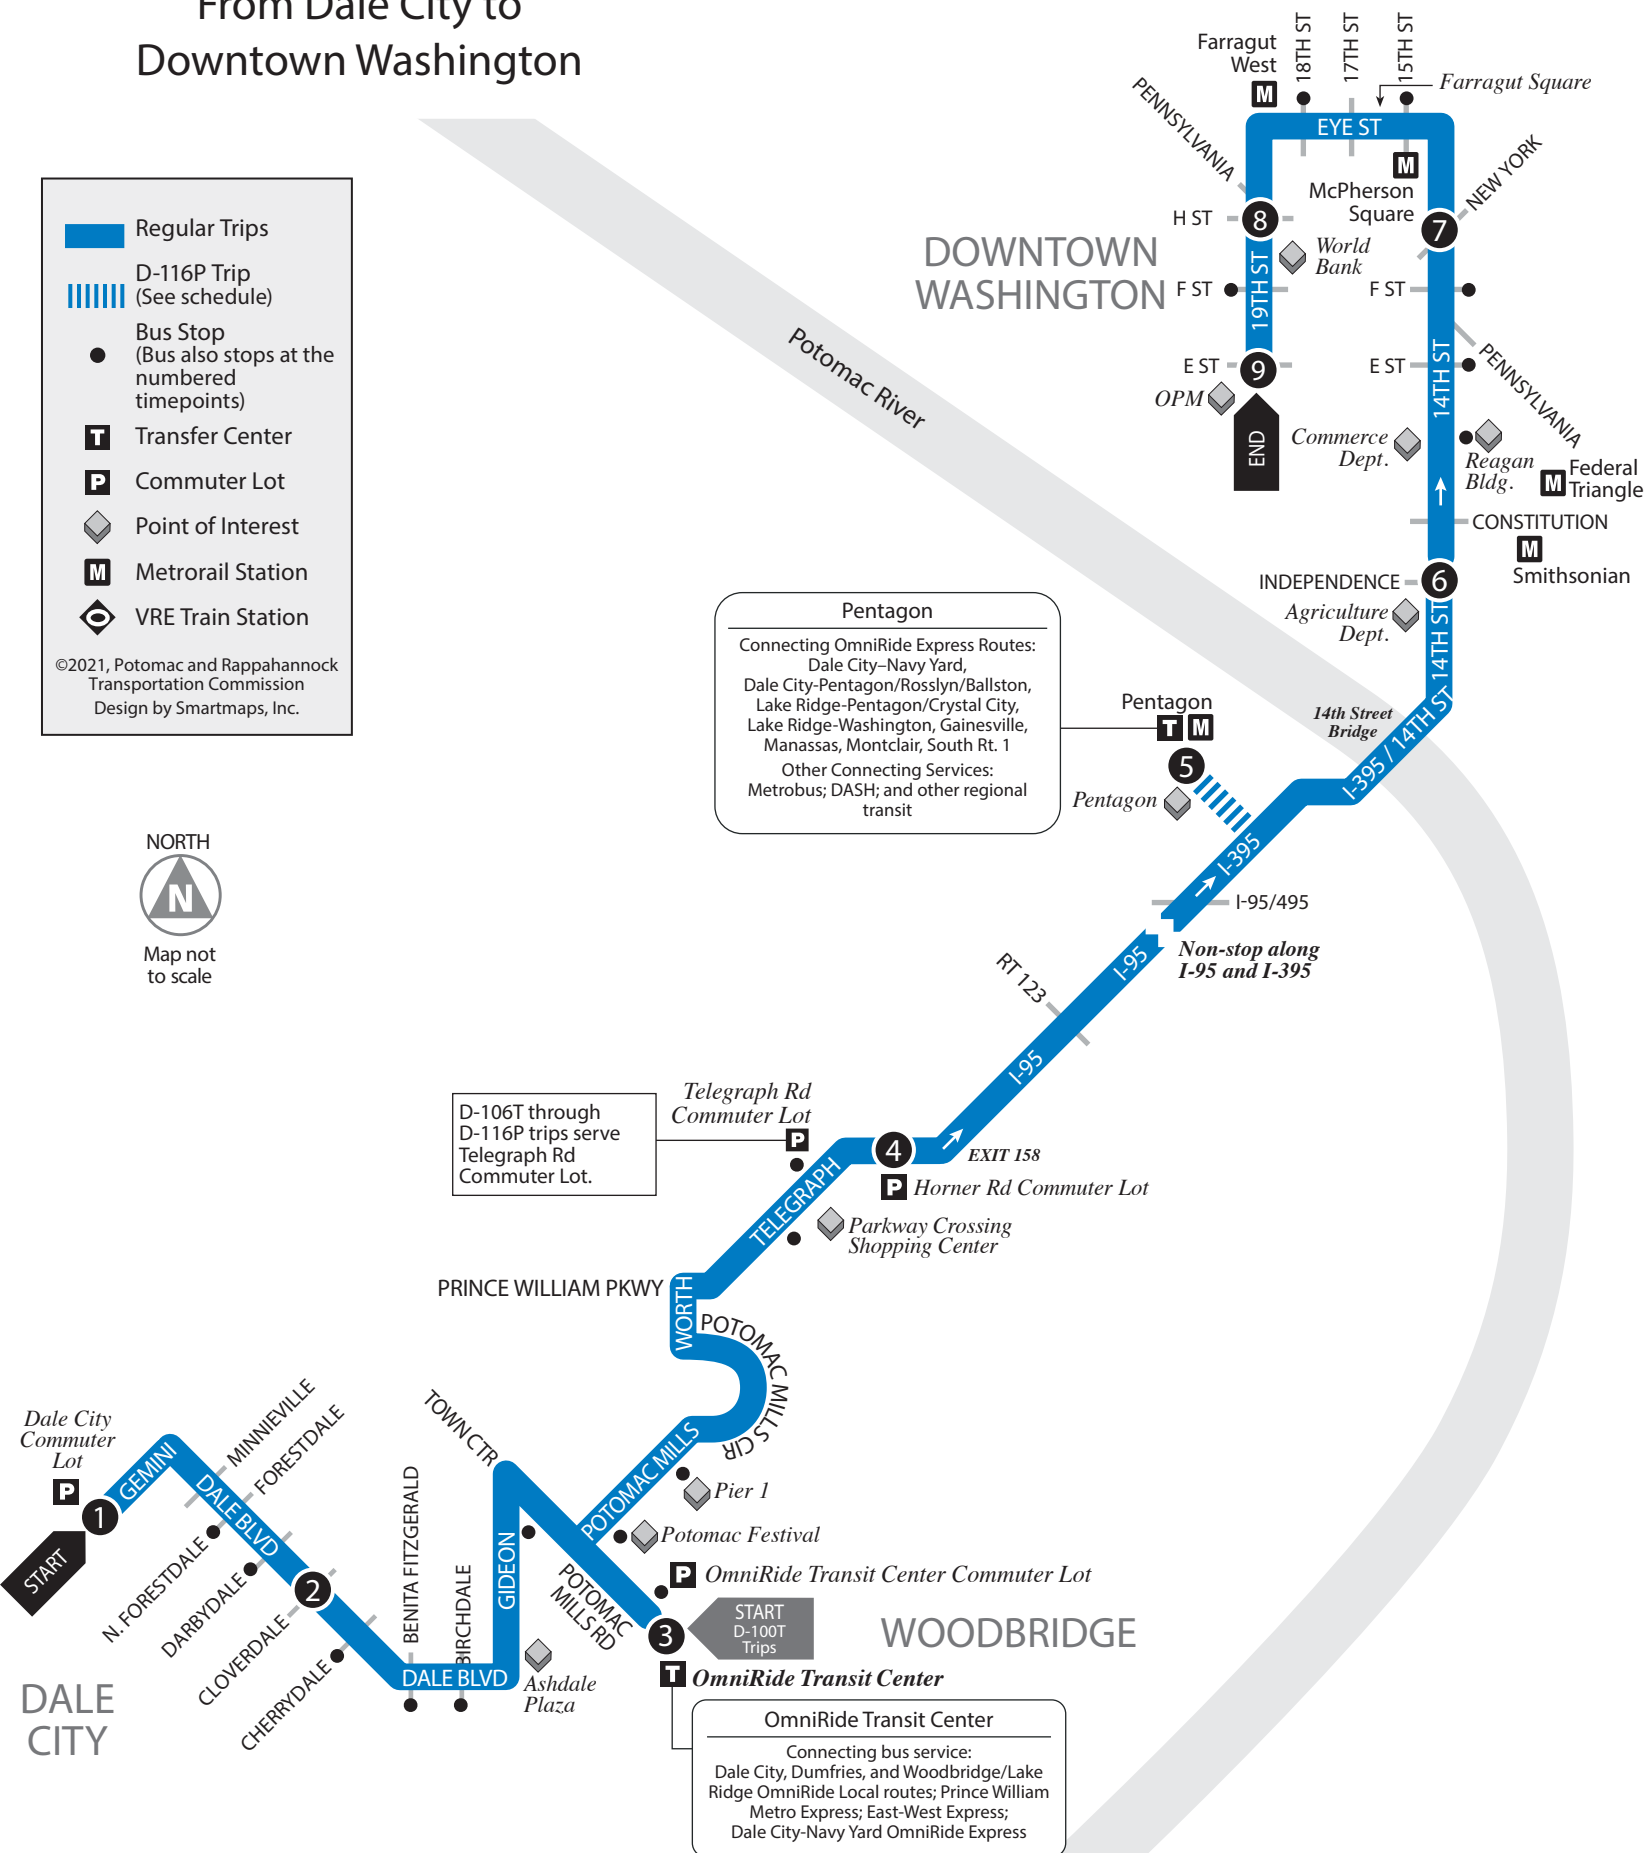 From Dale City to
Downtown Washington
Regular Trips
D-116P Trip
(See schedule)
Bus Stop
(Bus also stops at the
numbered
timepoints)
T Transfer Center
P Commuter Lot
Point of Interest
M Metrorail Station
VRE Train Station
©2021, Potomac and Rappahannock
Transportation Commission
Design by Smartmaps, Inc.
NORTH
N
Map not
to scale
Farragut
West
M
18TH ST
17TH ST
15TH ST
Farragut Square
EYE ST
PENNSYLVANIA
M
McPherson
Square
NEW YORK
H ST
8
7
World
Bank
DOWNTOWN
WASHINGTON
F ST
19TH ST
F ST
E ST
9
OPM
END
E ST
14TH ST
PENNSYLVANIA
Commerce
Dept.
Reagan
Bldg.
M
Federal
Triangle
CONSTITUTION
M
Smithsonian
INDEPENDENCE
6
Agriculture
Dept.
14TH ST
Potomac River
14th Street
Bridge
I-395 / 14TH ST
Pentagon
Connecting OmniRide Express Routes:
Dale City–Navy Yard,
Dale City-Pentagon/Rosslyn/Ballston,
Lake Ridge-Pentagon/Crystal City,
Lake Ridge-Washington, Gainesville,
Manassas, Montclair, South Rt. 1
Other Connecting Services:
Metrobus; DASH; and other regional
transit
Pentagon
T M
5
Pentagon
I-395
I-95/495
Non-stop along
I-95 and I-395
I-95
RT 123
I-95
Telegraph Rd
Commuter Lot
P
D-106T through
D-116P trips serve
Telegraph Rd
Commuter Lot.
4
EXIT 158
P Horner Rd Commuter Lot
TELEGRAPH
Parkway Crossing
Shopping Center
PRINCE WILLIAM PKWY
WORTH
POTOMAC MILLS CIR
POTOMAC MILLS
Pier 1
Potomac Festival
P OmniRide Transit Center Commuter Lot
TOWN CTR
POTOMAC
MILLS RD
3
START
D-100T
Trips
WOODBRIDGE
T OmniRide Transit Center
OmniRide Transit Center
Connecting bus service:
Dale City, Dumfries, and Woodbridge/Lake
Ridge OmniRide Local routes; Prince William
Metro Express; East-West Express;
Dale City-Navy Yard OmniRide Express
Dale City
Commuter
Lot
P
1
START
GEMINI
MINNIEVILLE
FORESTDALE
DALE BLVD
N. FORESTDALE
DARBYDALE
2
CLOVERDALE
CHERRYDALE
BENITA FITZGERALD
BIRCHDALE
DALE BLVD
GIDEON
Ashdale
Plaza
DALE
CITY